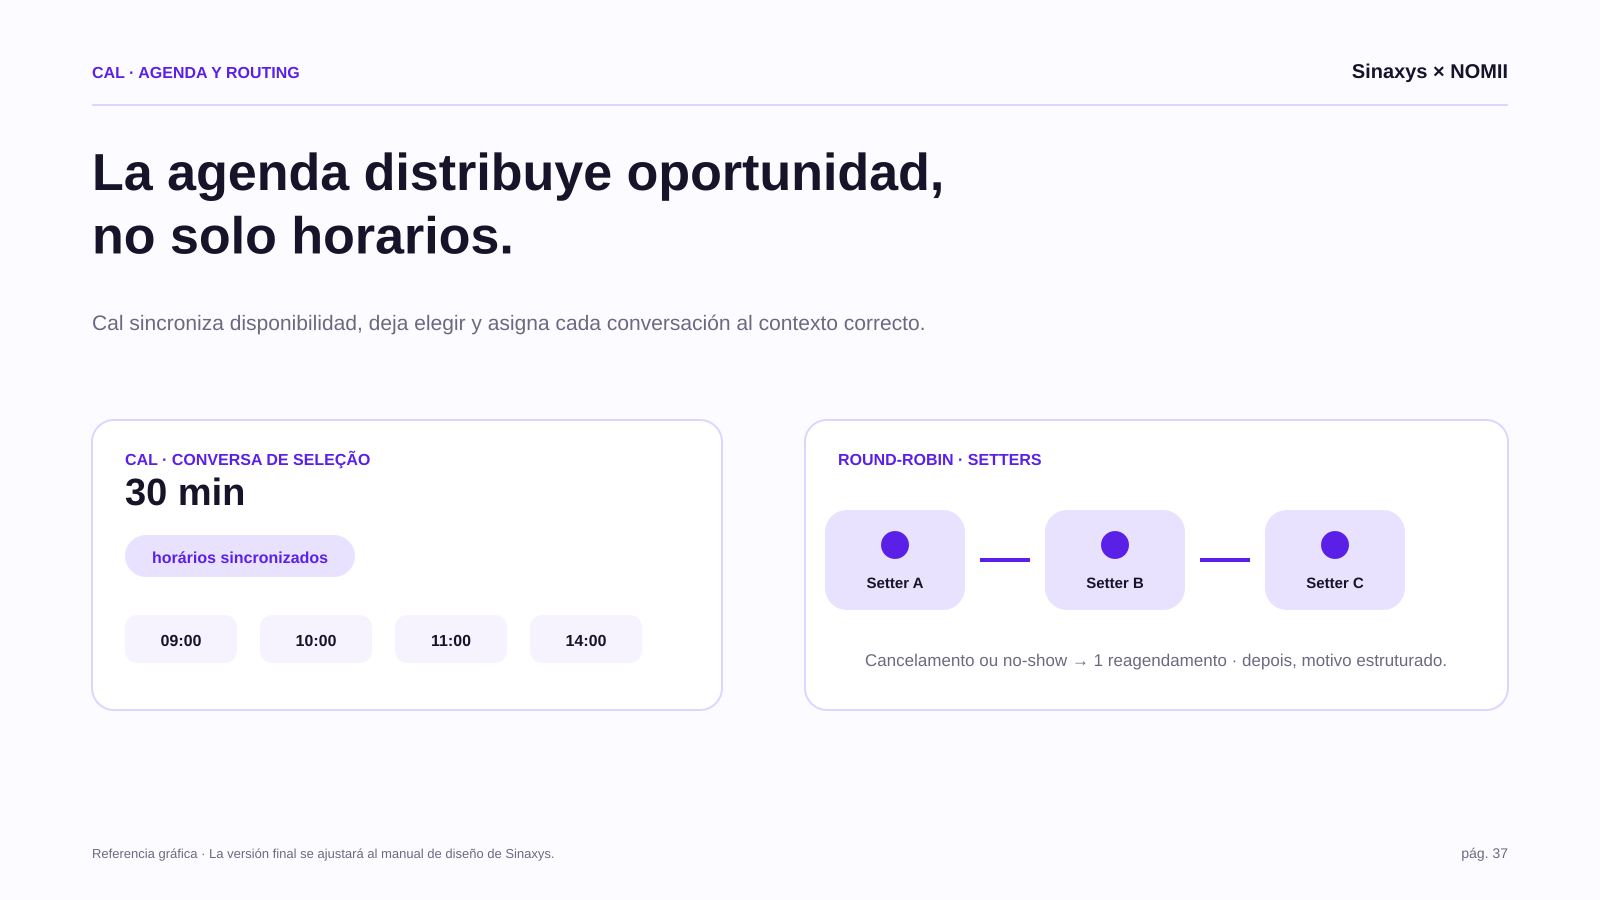 CAL · AGENDA Y ROUTING
Sinaxys × NOMII
La agenda distribuye oportunidad,
no solo horarios.
Cal sincroniza disponibilidad, deja elegir y asigna cada conversación al contexto correcto.
CAL · CONVERSA DE SELEÇÃO
30 min
horários sincronizados
09:00
10:00
11:00
14:00
ROUND-ROBIN · SETTERS
Setter A
Setter B
Setter C
Cancelamento ou no-show → 1 reagendamento · depois, motivo estruturado.
Referencia gráfica · La versión final se ajustará al manual de diseño de Sinaxys.
pág. 37